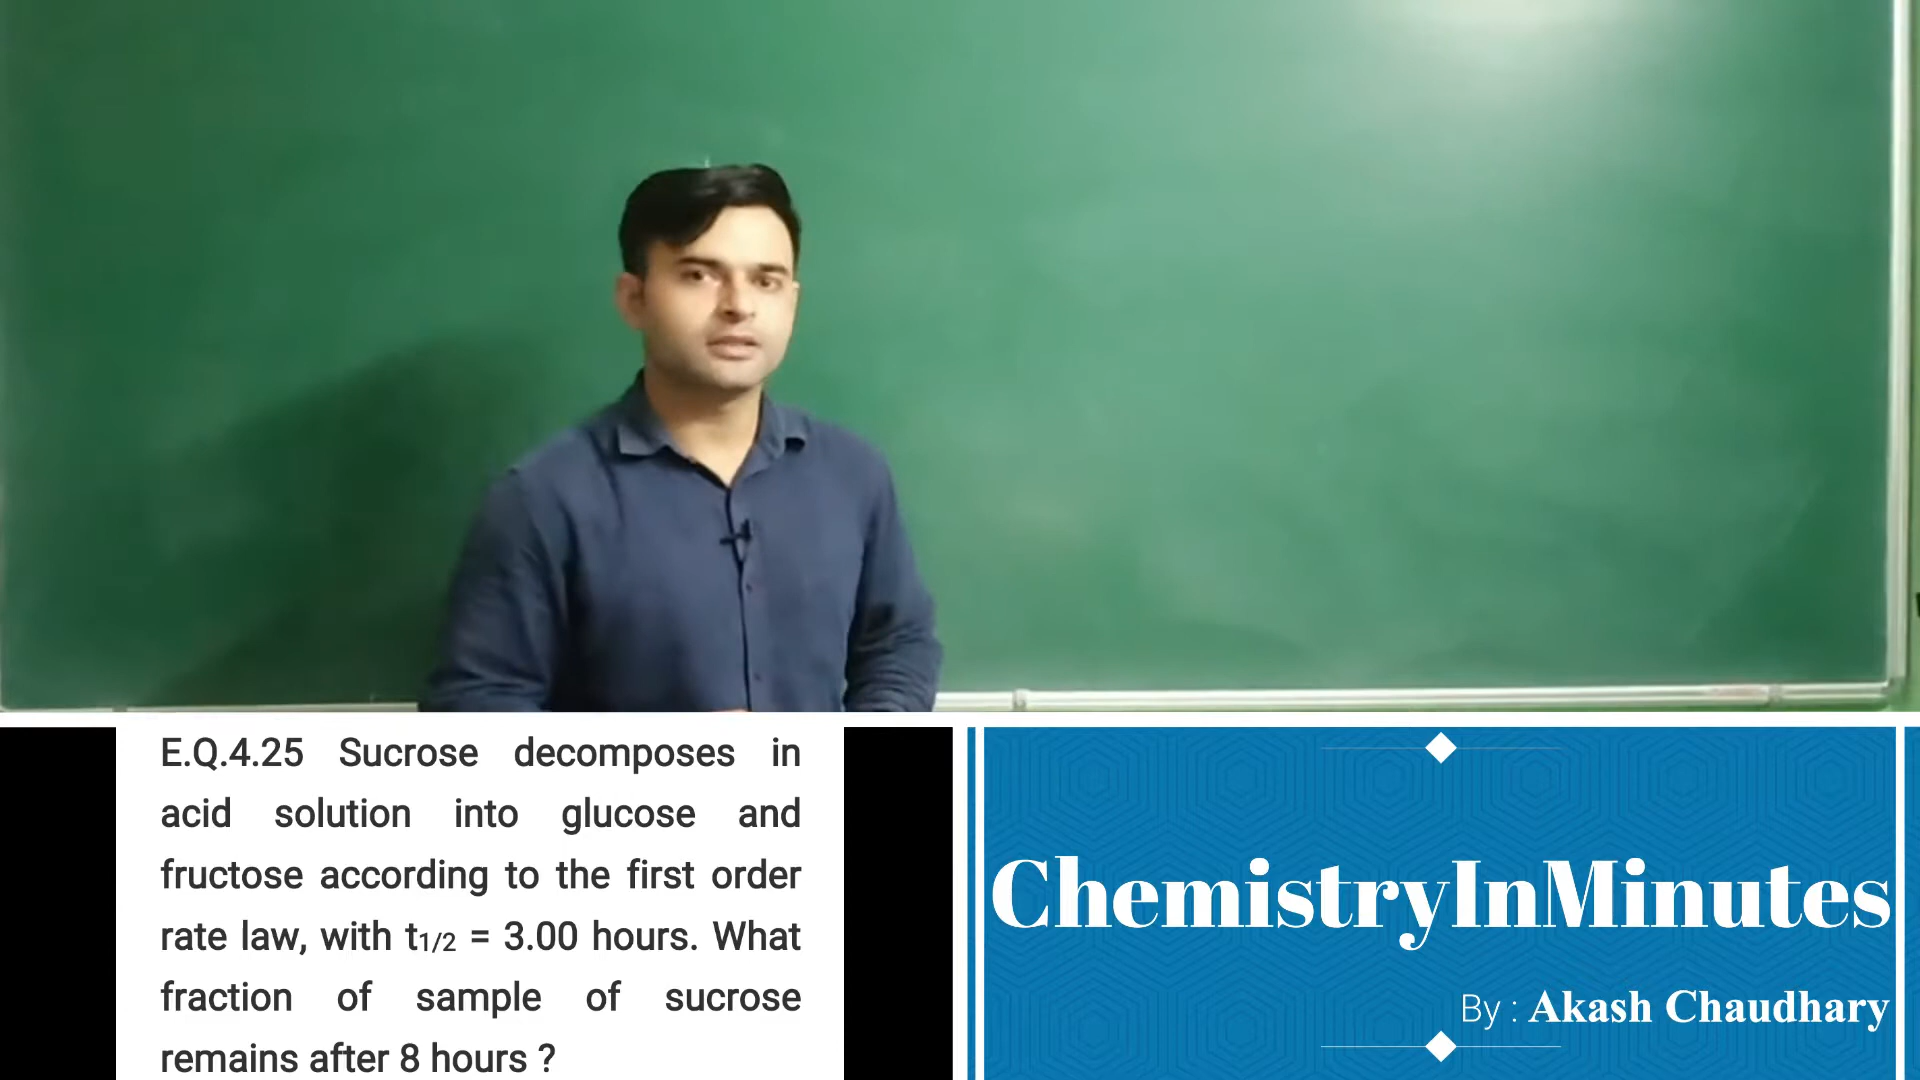 E.Q.4.25 Sucrose decomposes in
acid solution into glucose and
fructose according to the first order
rate law, with t1/2 = 3.00 hours. What
fraction of sample of sucrose
remains after 8 hours ?
ChemistryInMinutes
By : Akash Chaudhary